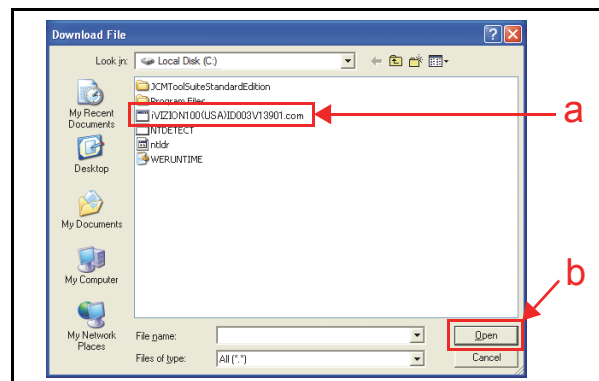 Download File
Look in:
Local Disk (C:)
My Recent
Documents
Desktop
My Documents
My Computer
My Network
Places
JCMToolSuiteStandardEdition
Program Files
iVIZION100(USA)ID003V13901.com
NTDETECT
ntldr
WERUNTIME
a
b
File name:
Open
Files of type:
All (*.*)
Cancel